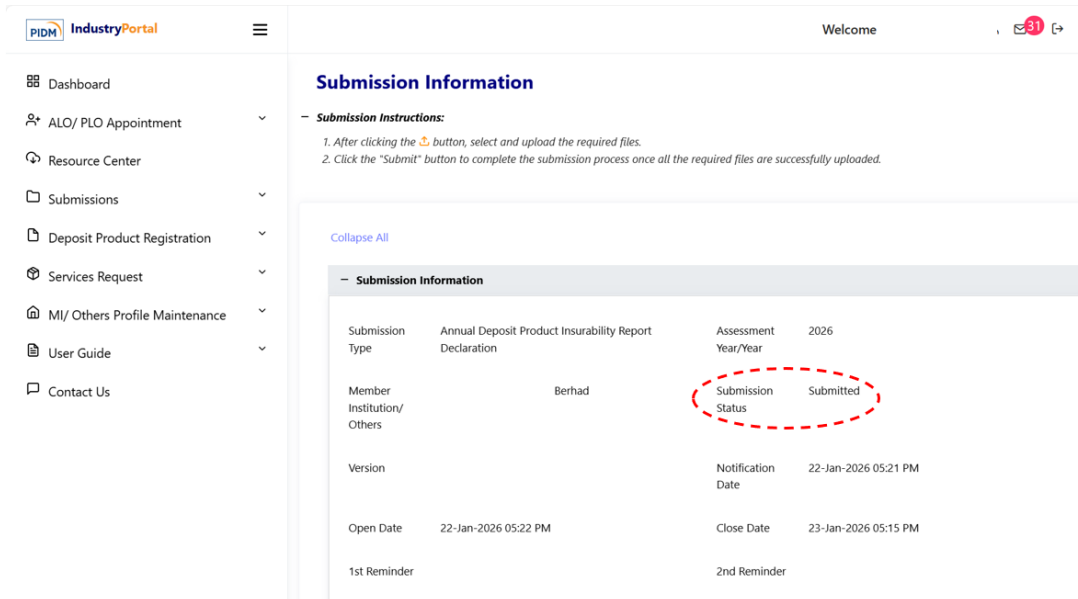 PIDM IndustryPortal
Welcome
31
Dashboard
ALO/ PLO Appointment
Resource Center
Submissions
Deposit Product Registration
Services Request
MI/ Others Profile Maintenance
User Guide
Contact Us
Submission Information
Submission Instructions:
1. After clicking the button, select and upload the required files.
2. Click the "Submit" button to complete the submission process once all the required files are successfully uploaded.
Collapse All
Submission Information
Submission Type
Annual Deposit Product Insurability Report Declaration
Assessment Year/Year
2026
Member Institution/ Others
Berhad
Submission Status
Submitted
Version
Notification Date
22-Jan-2026 05:21 PM
Open Date
22-Jan-2026 05:22 PM
Close Date
23-Jan-2026 05:15 PM
1st Reminder
2nd Reminder